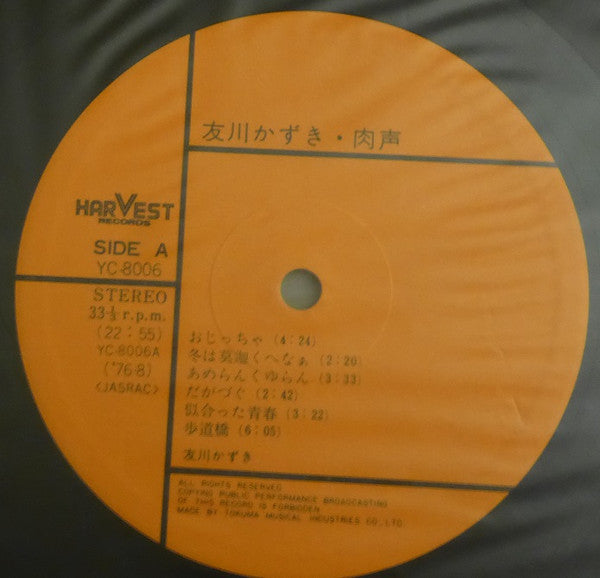 友川かずき・肉声
HARVEST
RECORDS
SIDE A
YC-8006
STEREO
33⅓ r.p.m.
(22:55)
YC-8006A
('76·8)
<JASRAC>
おじっちゃ (4:24)
冬は莫迦くへなぁ (2:20)
あめらんくゆらん (3:33)
だがづぐ (2:42)
似合った青春 (3:22)
歩道橋 (6:05)
友川かずき
ALL RIGHTS RESERVED
COPYING PUBLIC PERFORMANCE BROADCASTING
OF THIS RECORD IS FORBIDDEN
MADE BY TOKUMA MUSICAL INDUSTRIES CO., LTD.